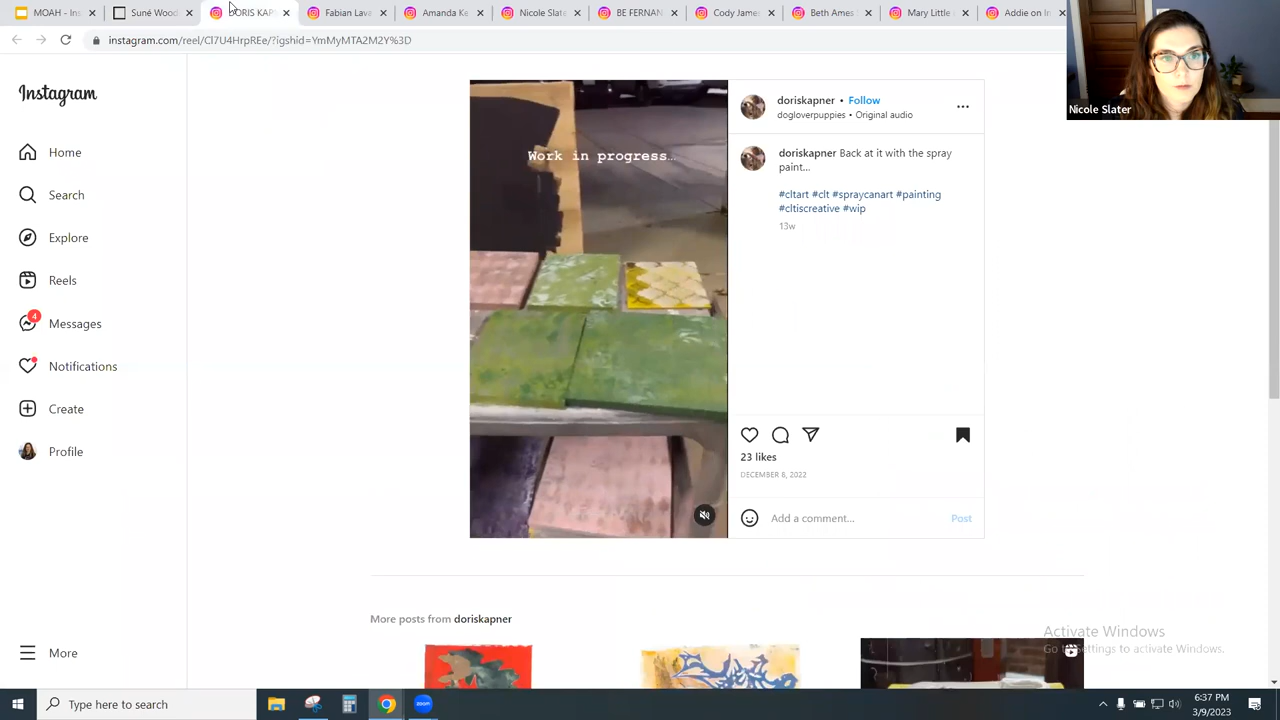 MOAH - Ins
Suné Wood
DORIS KAP
Fabian Lava
Amanda Ke
Nicole Slate
BE FERNAN
Cody James
Beth Ames
Mary Little
Addie on In
instagram.com/reel/Cl7U4HrpREe/?igshid=YmMyMTA2M2Y%3D
Nicole Slater
Instagram
Home
Search
Explore
Reels
4
Messages
Notifications
Create
Profile
More
Work in progress...
doriskapner • Follow
dogloverpuppies • Original audio
doriskapner Back at it with the spray
paint...
#cltart #clt #spraycanart #painting
#cltiscreative #wip
13w
23 likes
DECEMBER 8, 2022
Add a comment...
Post
More posts from doriskapner
Activate Windows
Go to Settings to activate Windows.
Type here to search
zoom
6:37 PM
3/9/2023